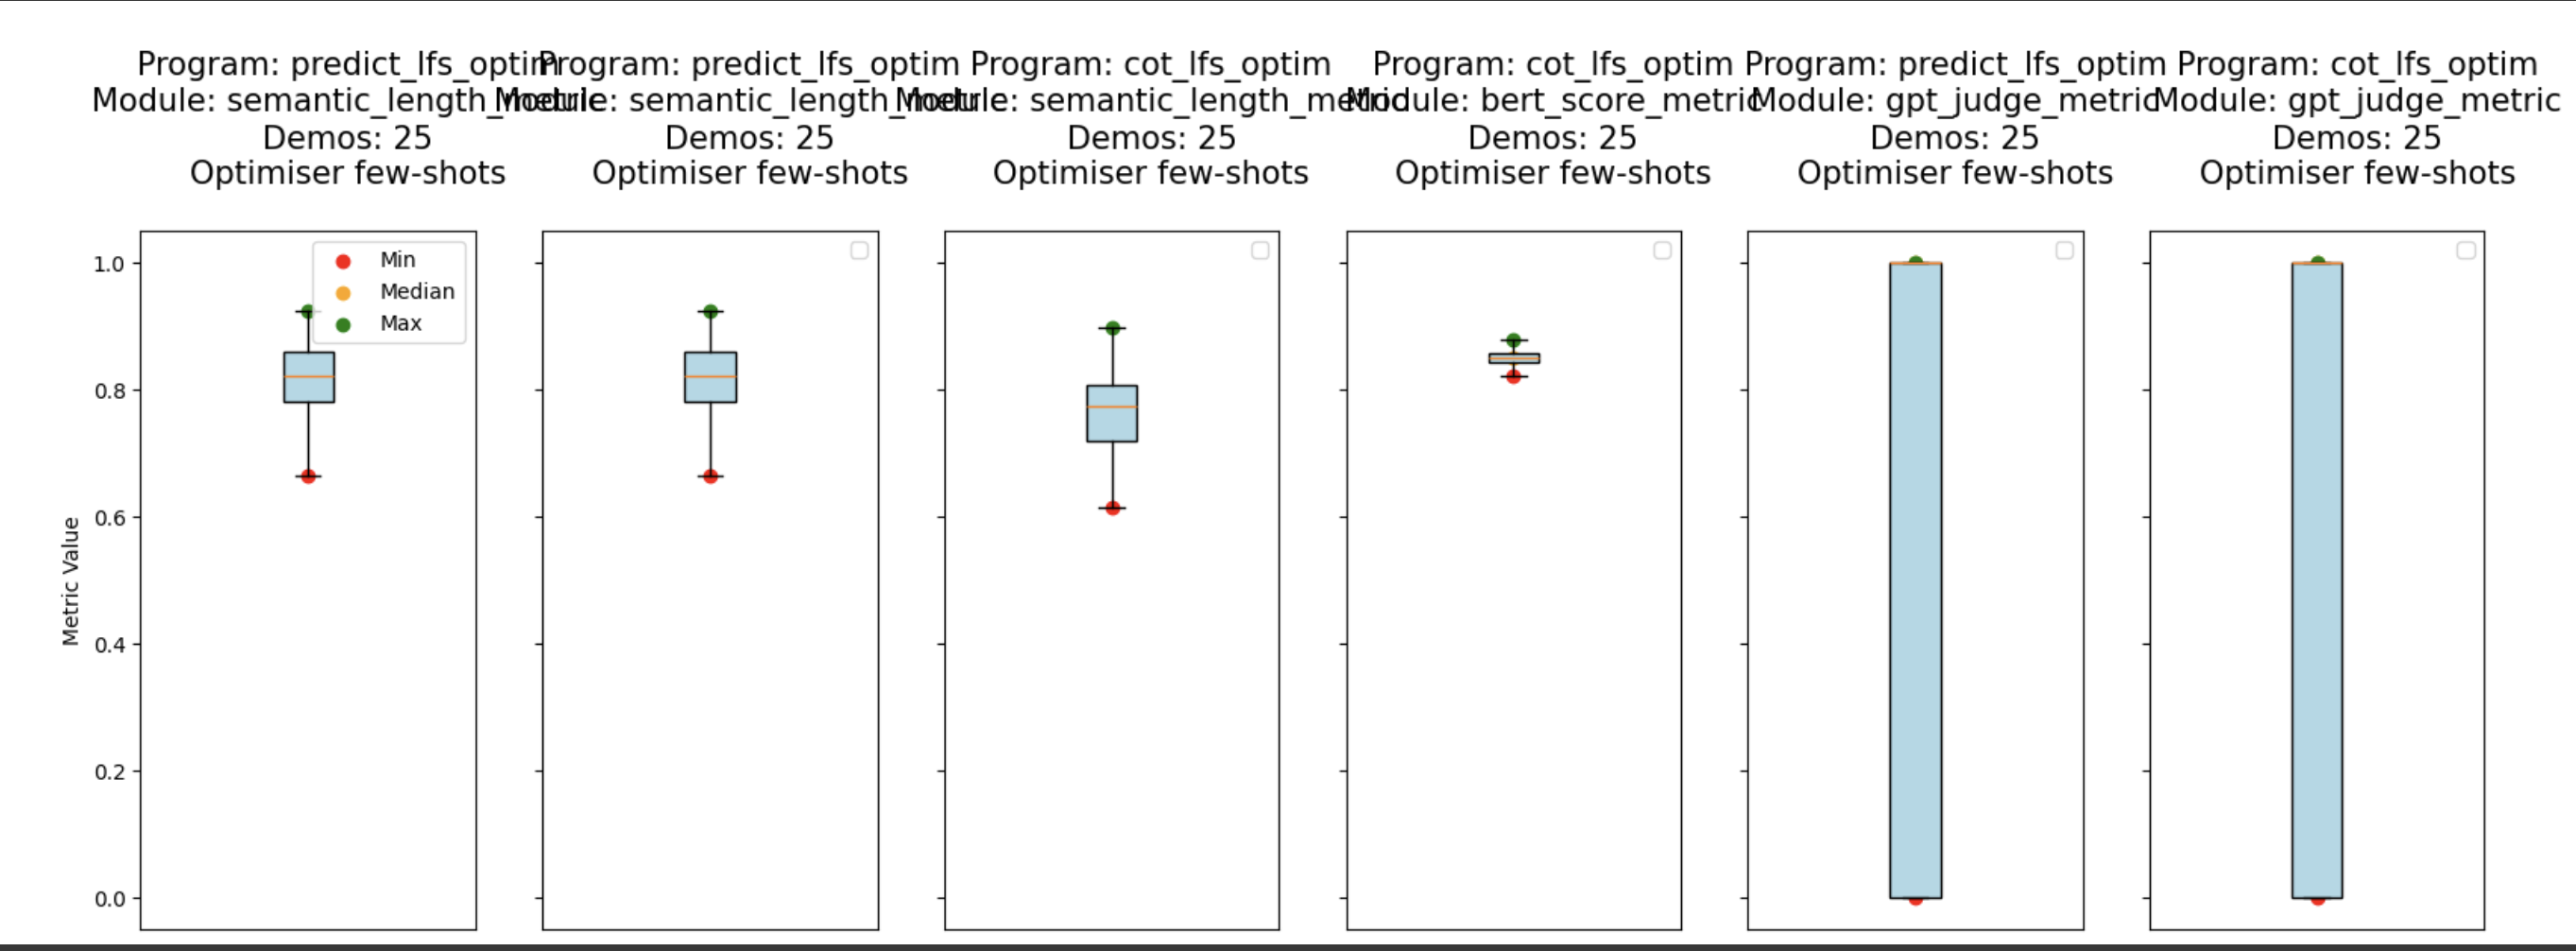 Program: predict_lfs_optim
Module: semantic_length_metric
Demos: 25
Optimiser few-shots
Program: predict_lfs_optim
Module: semantic_length_metric
Demos: 25
Optimiser few-shots
Program: cot_lfs_optim
Module: semantic_length_metric
Demos: 25
Optimiser few-shots
Program: cot_lfs_optim
Module: bert_score_metric
Demos: 25
Optimiser few-shots
Program: predict_lfs_optim
Module: gpt_judge_metric
Demos: 25
Optimiser few-shots
Program: cot_lfs_optim
Module: gpt_judge_metric
Demos: 25
Optimiser few-shots
Metric Value
1.0
0.8
0.6
0.4
0.2
0.0
Min
Median
Max